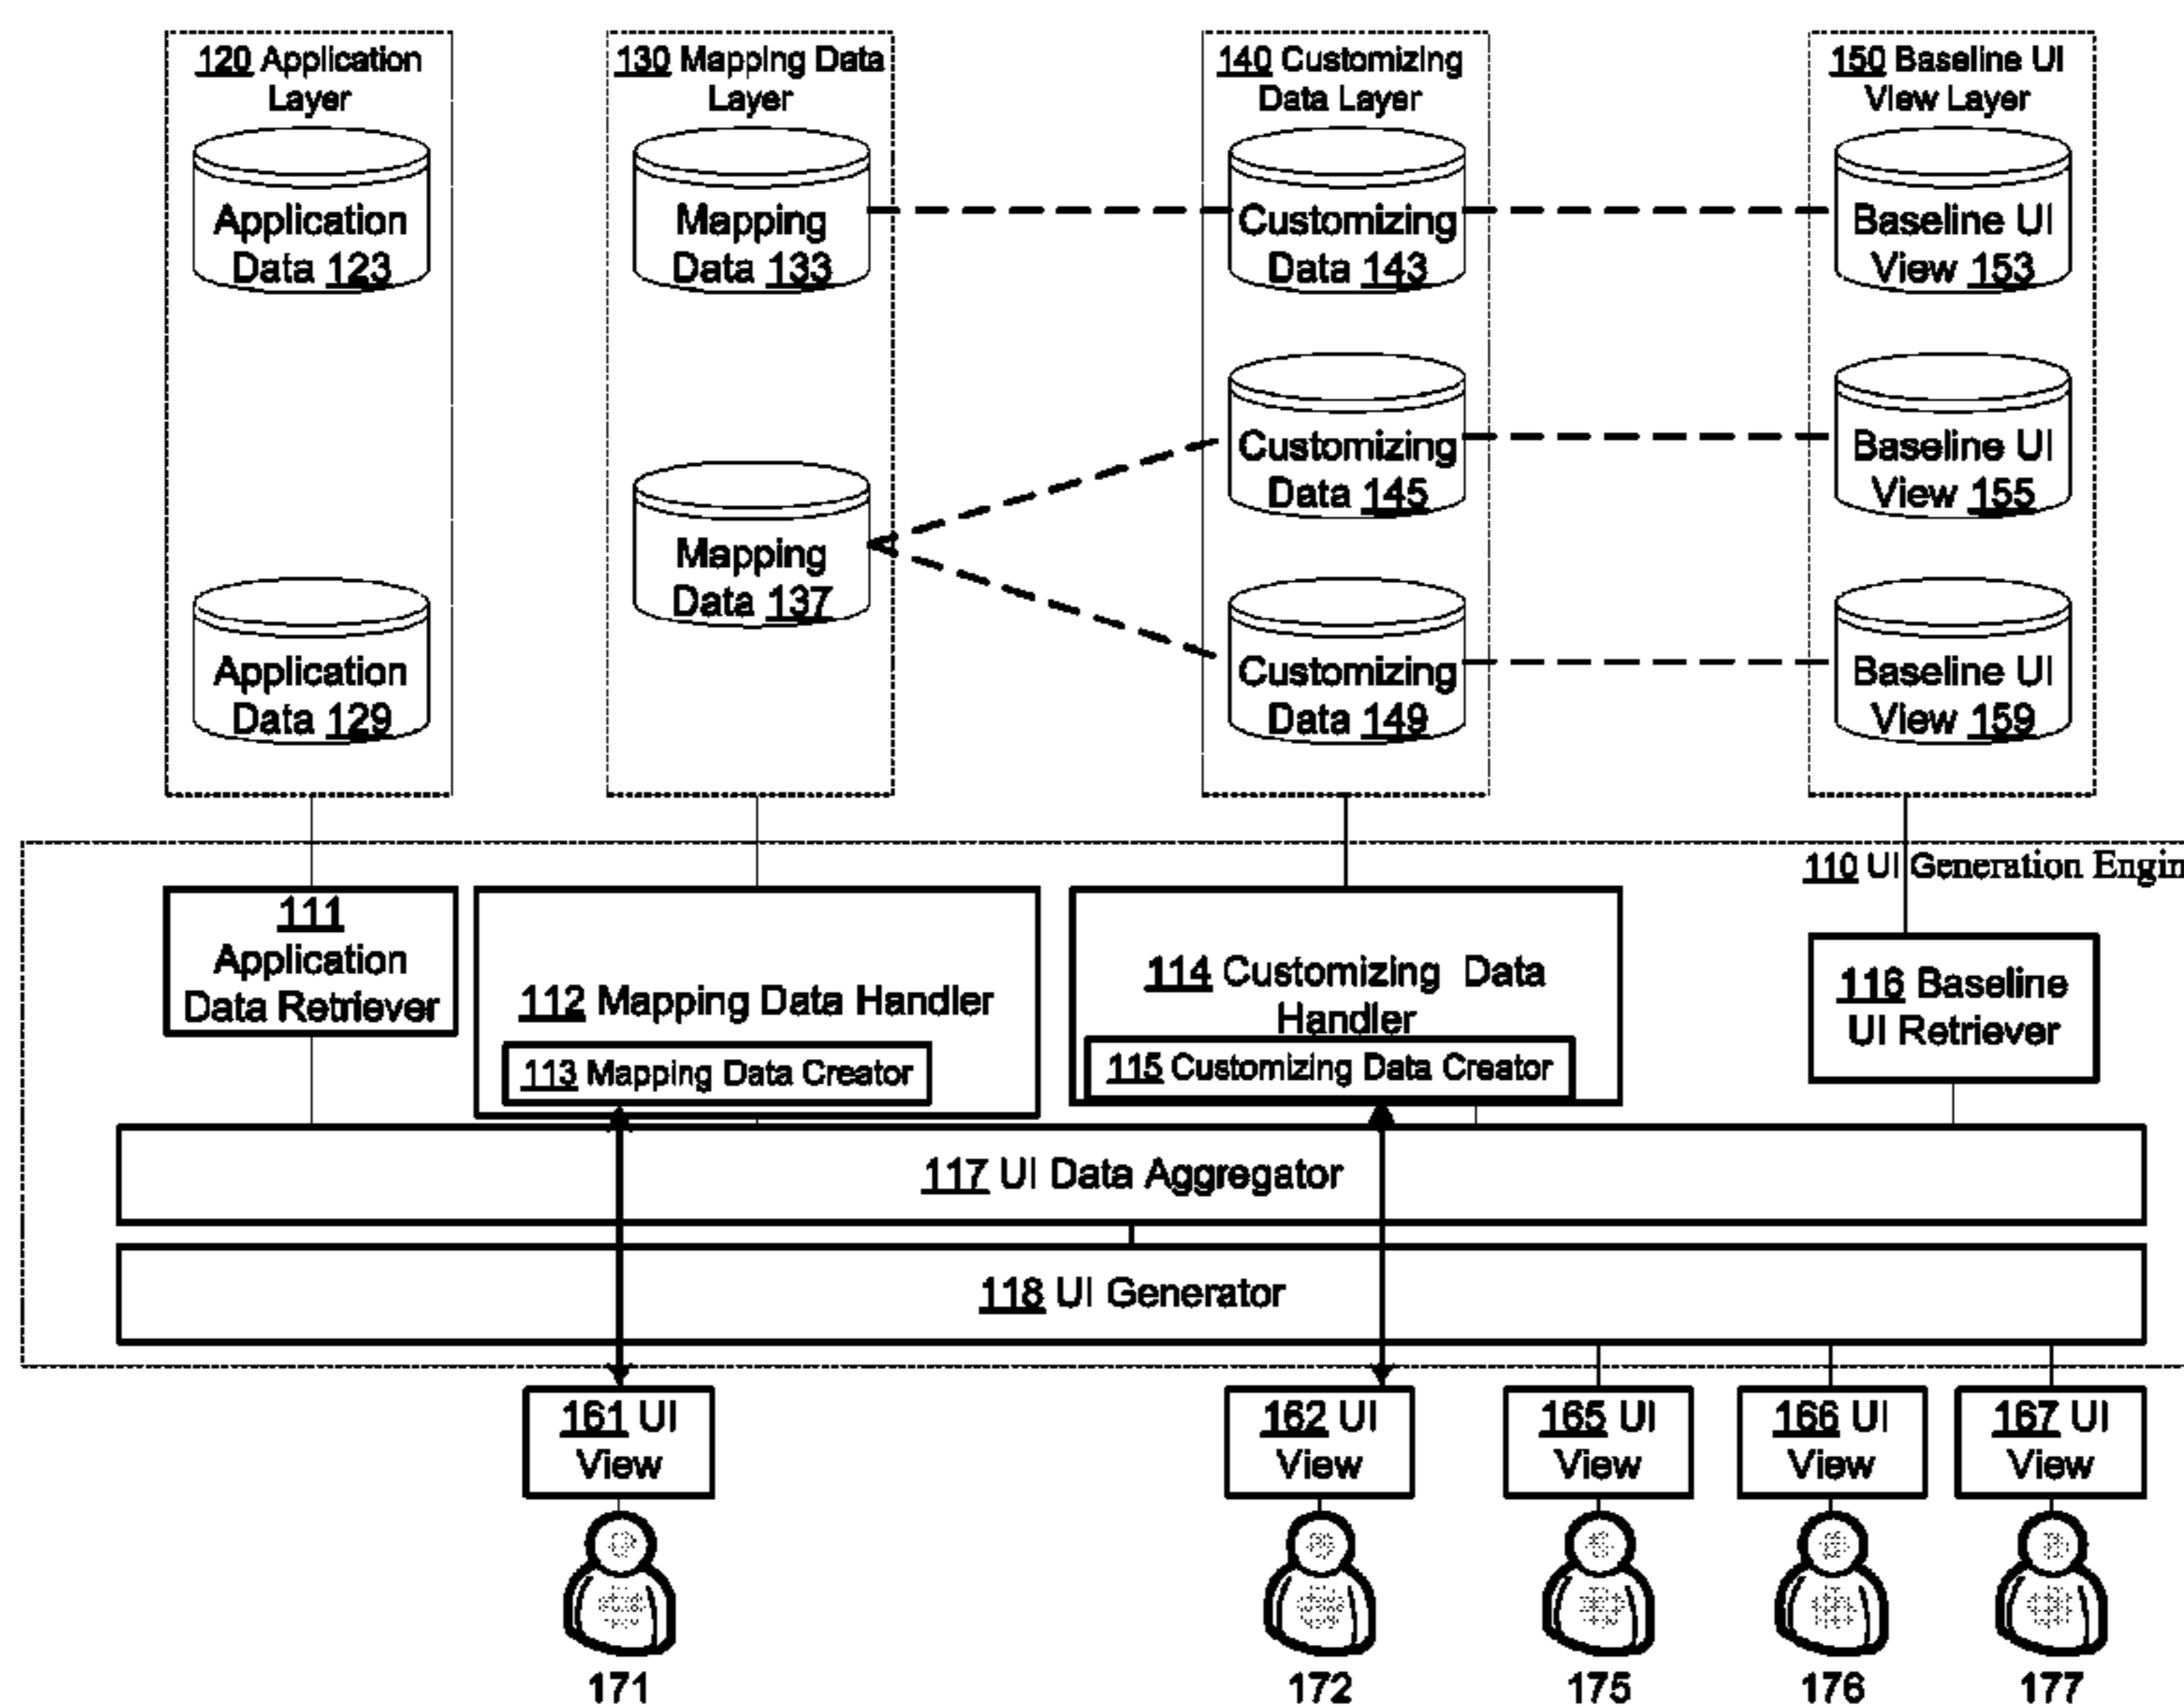 120 Application
Layer
130 Mapping Data
Layer
140 Customizing
Data Layer
150 Baseline UI
View Layer
Application
Data 123
Mapping
Data 133
Customizing
Data 143
Baseline UI
View 153
Customizing
Data 145
Baseline UI
View 155
Mapping
Data 137
Application
Data 129
Customizing
Data 149
Baseline UI
View 159
110 UI Generation Engin
111
Application
Data Retriever
112 Mapping Data Handler
113 Mapping Data Creator
114 Customizing Data
Handler
115 Customizing Data Creator
116 Baseline
UI Retriever
117 UI Data Aggregator
118 UI Generator
161 UI
View
162 UI
View
165 UI
View
166 UI
View
167 UI
View
171
172
175
176
177